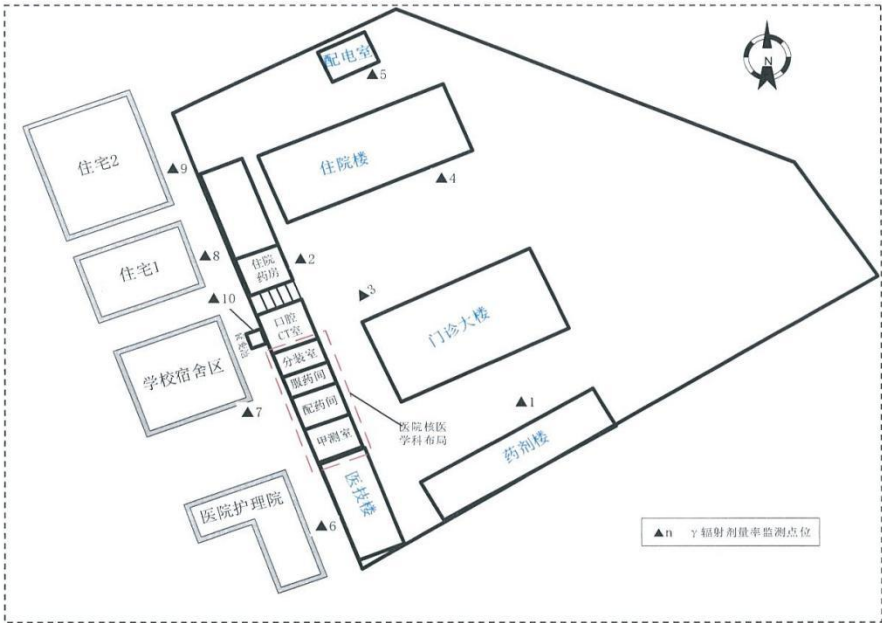 配电室
▲5
N
住宅2
▲9
住院楼
▲4
住宅1
▲8
住院
药房
▲2
▲10
▲3
口腔
CT室
门诊大楼
学校宿舍区
分装室
服药间
▲7
配药间
医院核医
学科布局
▲1
甲测室
药剂楼
医技楼
医院护理院
▲6
▲n γ辐射剂量率监测点位